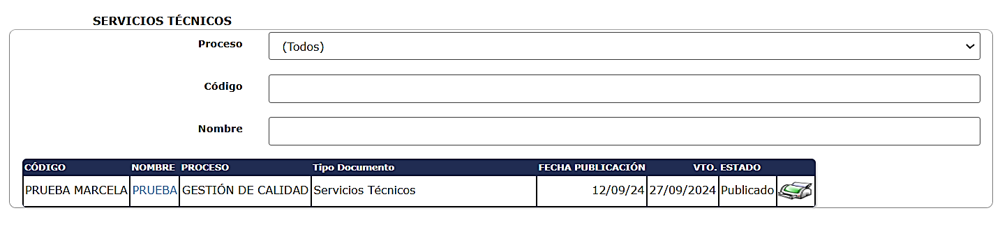 SERVICIOS TÉCNICOS
Proceso (Todos)
Código
Nombre
CÓDIGO NOMBRE PROCESO Tipo Documento FECHA PUBLICACIÓN VTO. ESTADO
PRUEBA MARCELA PRUEBA GESTIÓN DE CALIDAD Servicios Técnicos 12/09/24 27/09/2024 Publicado